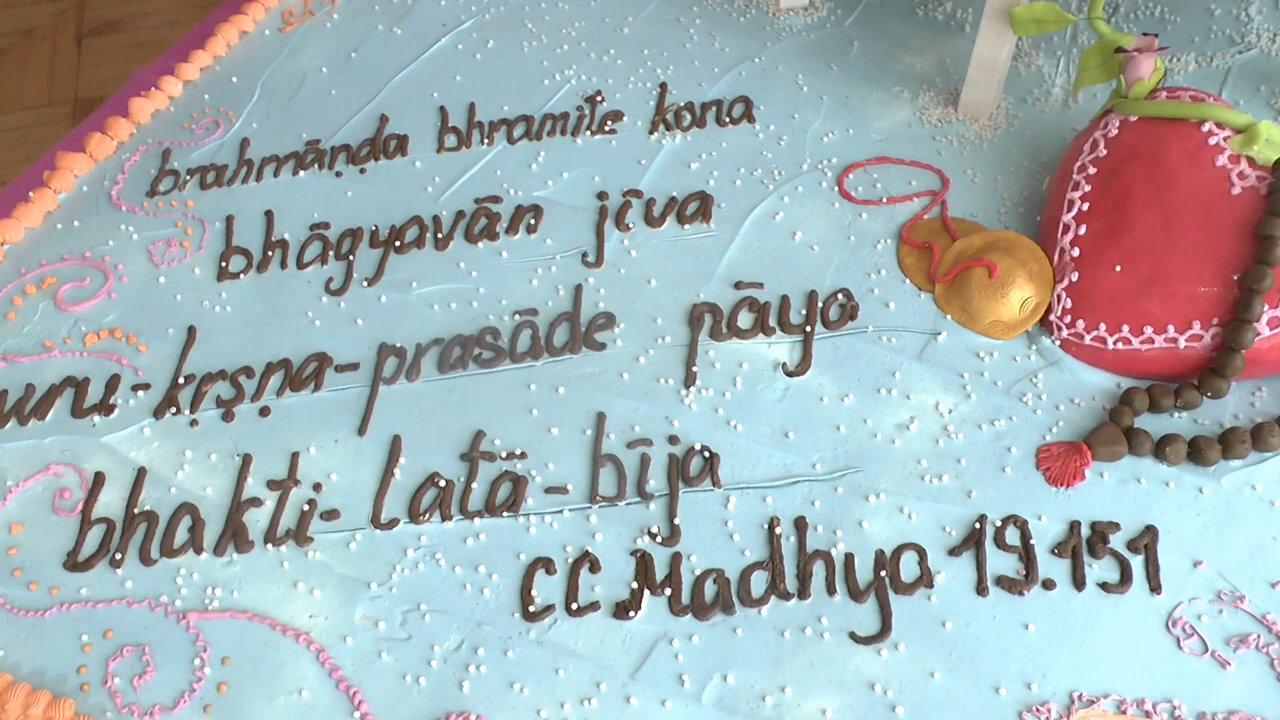 brahmāṇḍa bhramite kona
bhāgyavān jīva
uru-kṛṣṇa-prasāde pāya
bhakti-latā-bīja
CC Madhya 19.151